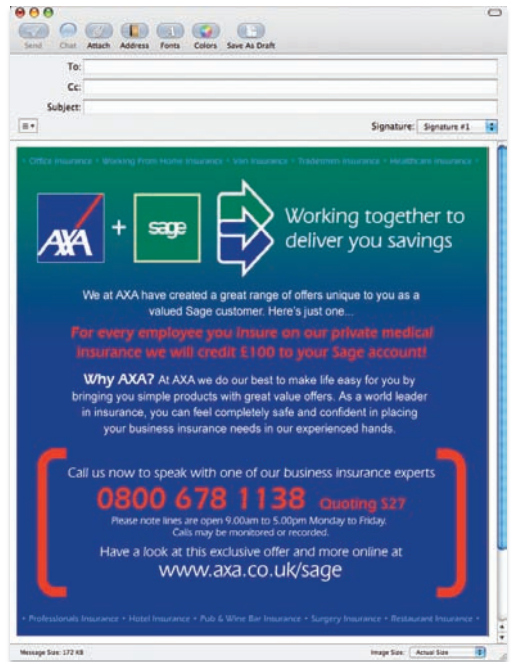 Send Chat Attach Address Fonts Colors Save As Draft
To:
Cc:
Subject:
Signature: Signature #1
• Office Insurance • Working From Home Insurance • Van Insurance • Tradesmen Insurance • Healthcare Insurance •
AXA + sage
Working together to
deliver you savings
We at AXA have created a great range of offers unique to you as a
valued Sage customer. Here's just one...
For every employee you insure on our private medical
insurance we will credit £100 to your Sage account!
Why AXA? At AXA we do our best to make life easy for you by
bringing you simple products with great value offers. As a world leader
in insurance, you can feel completely safe and confident in placing
your business insurance needs in our experienced hands.
Call us now to speak with one of our business insurance experts
0800 678 1138 Quoting S27
Please note lines are open 9.00am to 5.00pm Monday to Friday.
Calls may be monitored or recorded.
Have a look at this exclusive offer and more online at
www.axa.co.uk/sage
• Professionals Insurance • Hotel Insurance • Pub & Wine Bar Insurance • Surgery Insurance • Restaurant Insurance •
Message Size: 172 KB
Image Size: Actual Size